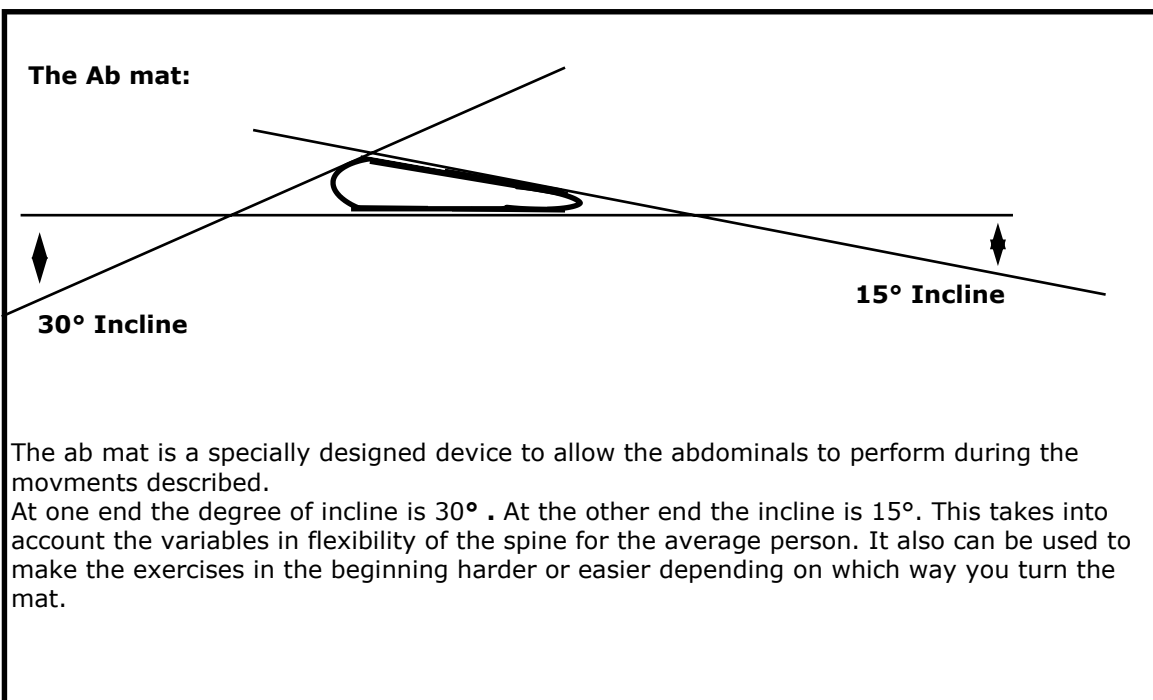 The Ab mat:
15° Incline
30° Incline
The ab mat is a specially designed device to allow the abdominals to perform during the
movments described.
At one end the degree of incline is 30° . At the other end the incline is 15°. This takes into
account the variables in flexibility of the spine for the average person. It also can be used to
make the exercises in the beginning harder or easier depending on which way you turn the
mat.